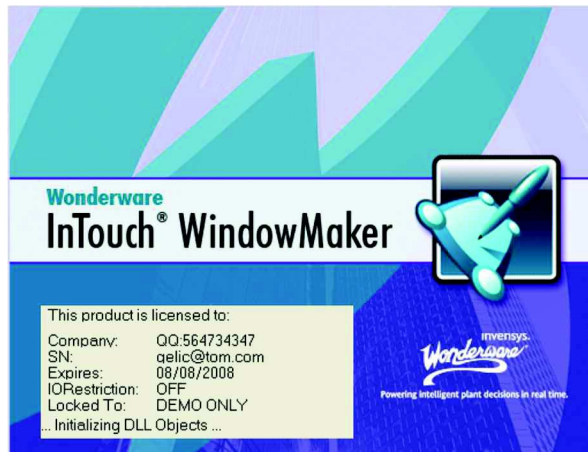 Wonderware
InTouch® WindowMaker
This product is licensed to:
Company: QQ:564734347
SN: qelic@tom.com
Expires: 08/08/2008
IORestriction: OFF
Locked To: DEMO ONLY
... Initializing DLL Objects ...
invensys.
Wonderware
Powering intelligent plant decisions in real time.